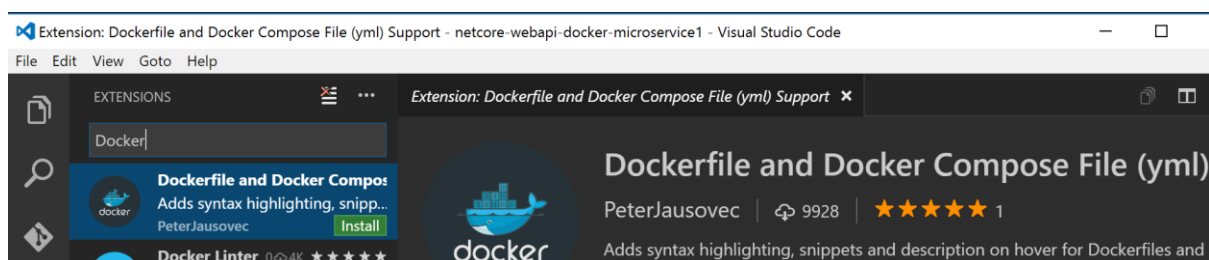 Extension: Dockerfile and Docker Compose File (yml) Support - netcore-webapi-docker-microservice1 - Visual Studio Code
File Edit View Goto Help
EXTENSIONS
Extension: Dockerfile and Docker Compose File (yml) Support
Docker
Dockerfile and Docker Compos
Adds syntax highlighting, snipp...
PeterJausovec Install
docker
Docker Linter 4K
docker
Dockerfile and Docker Compose File (yml)
PeterJausovec | 9928 | ★★★★★ 1
Adds syntax highlighting, snippets and description on hover for Dockerfiles and